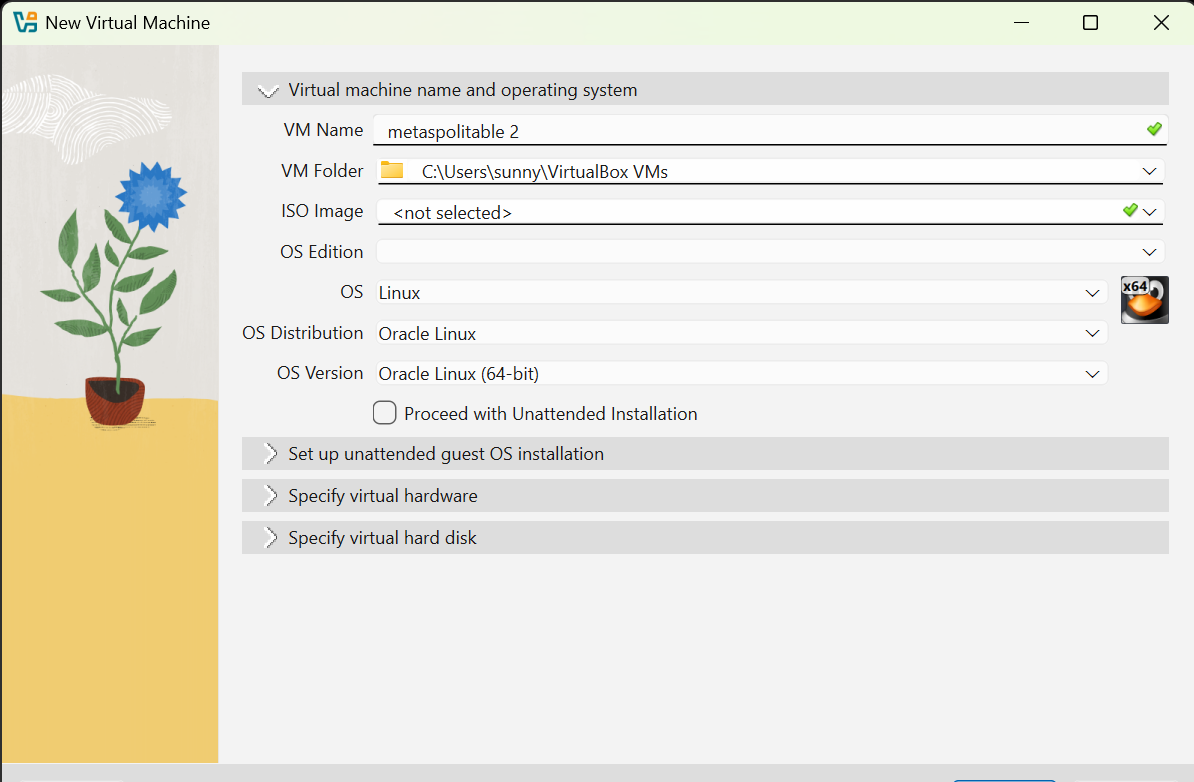 New Virtual Machine
Virtual machine name and operating system
VM Name metaspolitable 2
VM Folder C:\Users\sunny\VirtualBox VMs
ISO Image <not selected>
OS Edition
OS Linux
x64
OS Distribution Oracle Linux
OS Version Oracle Linux (64-bit)
Proceed with Unattended Installation
Set up unattended guest OS installation
Specify virtual hardware
Specify virtual hard disk